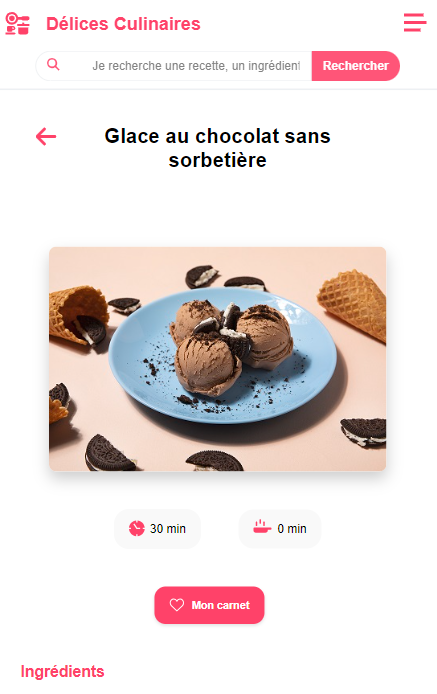 Délices Culinaires
Je recherche une recette, un ingrédient
Rechercher
Glace au chocolat sans
sorbetière
30 min
0 min
Mon carnet
Ingrédients